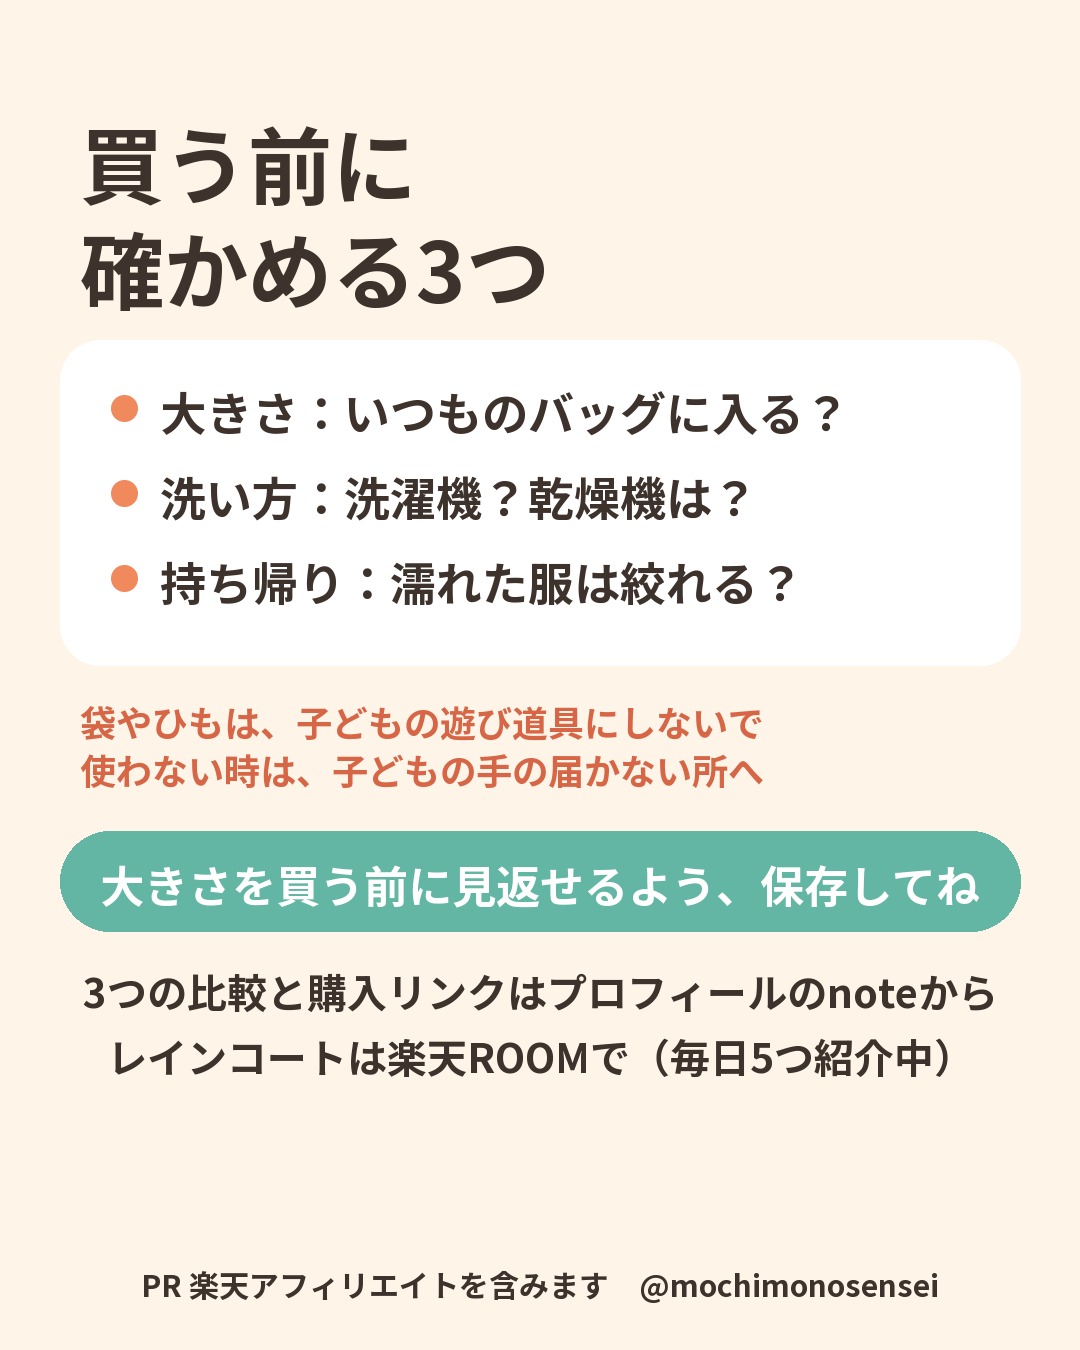 買う前に
確かめる3つ
大きさ：いつものバッグに入る？
洗い方：洗濯機？乾燥機は？
持ち帰り：濡れた服は絞れる？
袋やひもは、子どもの遊び道具にしないで
使わない時は、子どもの手の届かない所へ
大きさを買う前に見返せるよう、保存してね
3つの比較と購入リンクはプロフィールのnoteから
レインコートは楽天ROOMで（毎日5つ紹介中）
PR 楽天アフィリエイトを含みます　@mochimonosensei